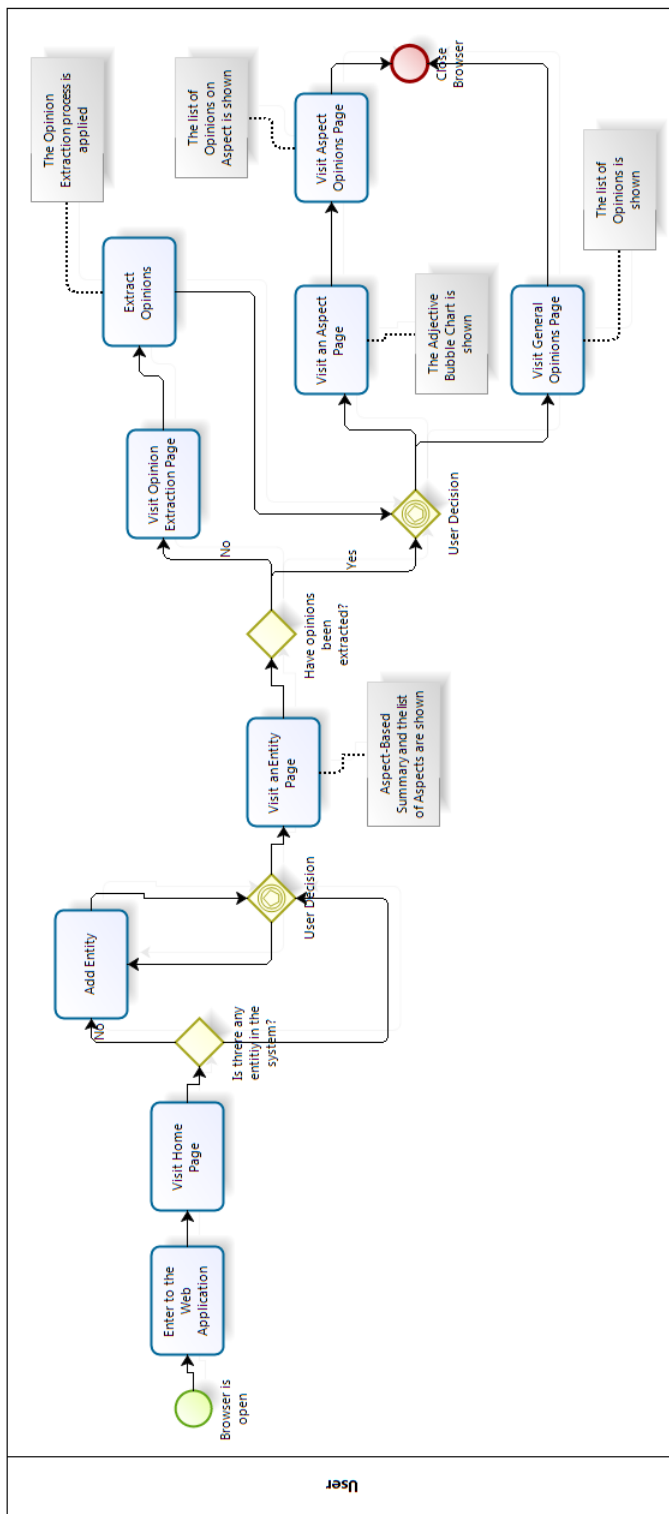 User
Browser is
open
Enter to the
Web
Application
Visit Home
Page
Is threre any
entitiy in the
system?
No
Add Entity
User Decision
Visit anEntity
Page
Aspect-Based
Summary and the list
of Aspects are shown
Have opinions
been
extracted?
No
Yes
Visit Opinion
Extraction Page
Extract
Opinions
The Opinion
Extraction process is
applied
User Decision
Visit an Aspect
Page
The Adjective
Bubble Chart is
shown
Visit Aspect
Opinions Page
The list of
Opinions on
Aspect is shown
Visit General
Opinions Page
The list of
Opinions is
shown
Close
Browser